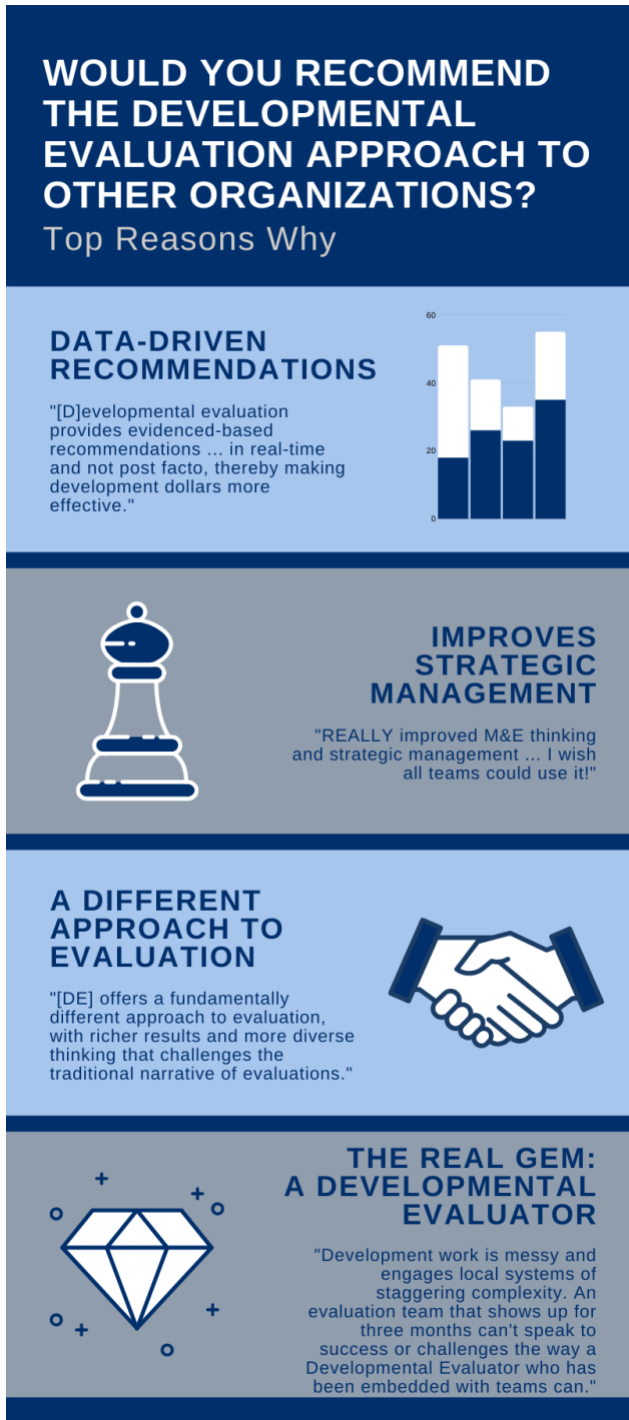 WOULD YOU RECOMMEND
THE DEVELOPMENTAL
EVALUATION APPROACH TO
OTHER ORGANIZATIONS?
Top Reasons Why
DATA-DRIVEN
RECOMMENDATIONS
"[D]evelopmental evaluation
provides evidenced-based
recommendations ... in real-time
and not post facto, thereby making
development dollars more
effective."
60
40
20
0
IMPROVES
STRATEGIC
MANAGEMENT
"REALLY improved M&E thinking
and strategic management ... I wish
all teams could use it!"
A DIFFERENT
APPROACH TO
EVALUATION
"[DE] offers a fundamentally
different approach to evaluation,
with richer results and more diverse
thinking that challenges the
traditional narrative of evaluations."
THE REAL GEM:
A DEVELOPMENTAL
EVALUATOR
"Development work is messy and
engages local systems of
staggering complexity. An
evaluation team that shows up for
three months can't speak to
success or challenges the way a
Developmental Evaluator who has
been embedded with teams can."